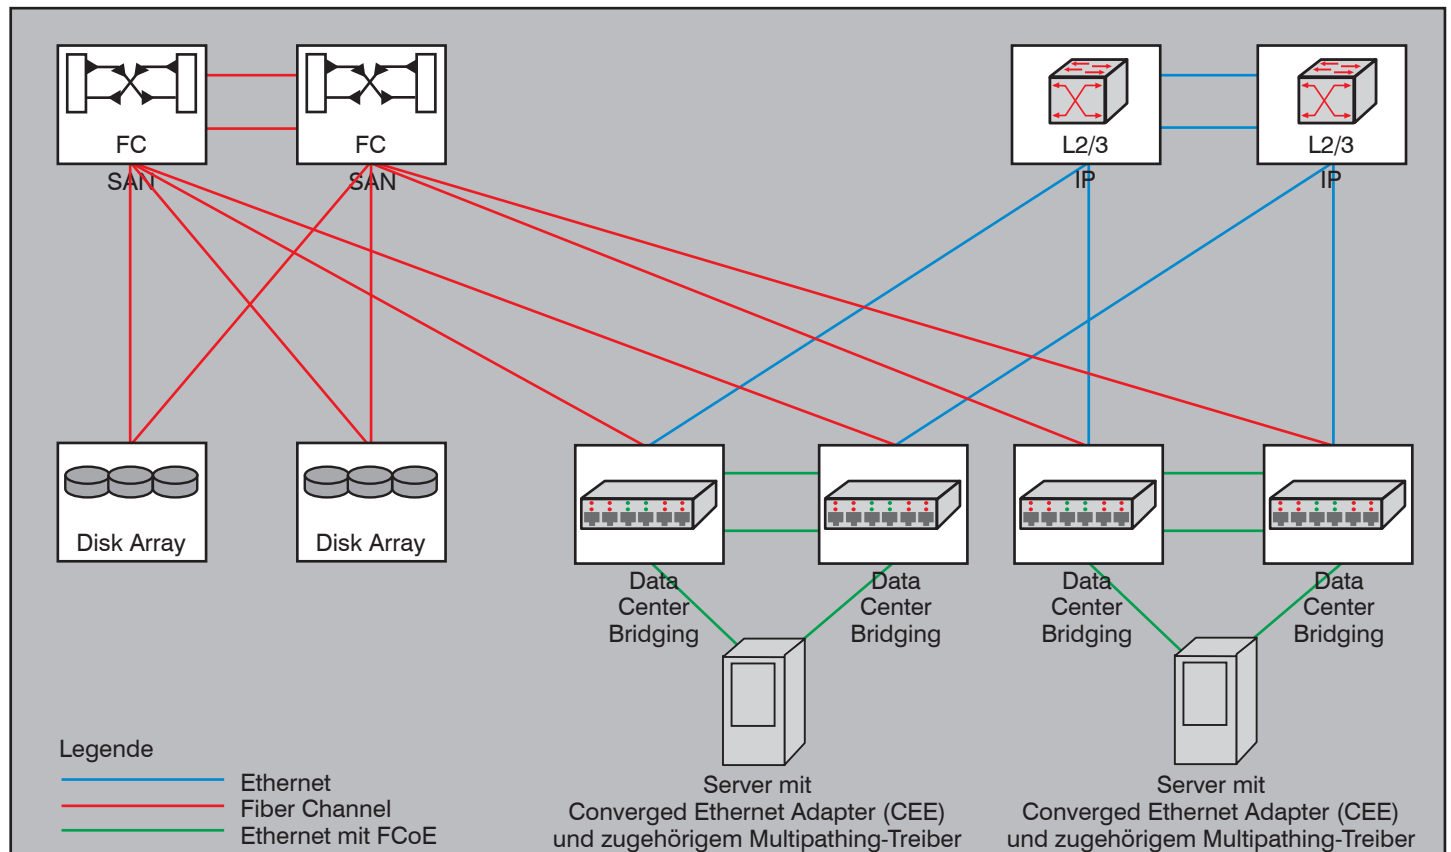 FC
SAN
FC
SAN
L2/3
IP
L2/3
IP
Disk Array
Disk Array
Data
Center
Bridging
Data
Center
Bridging
Data
Center
Bridging
Data
Center
Bridging
Server mit
Converged Ethernet Adapter (CEE)
und zugehörigem Multipathing-Treiber
Server mit
Converged Ethernet Adapter (CEE)
und zugehörigem Multipathing-Treiber
Legende
Ethernet
Fiber Channel
Ethernet mit FCoE